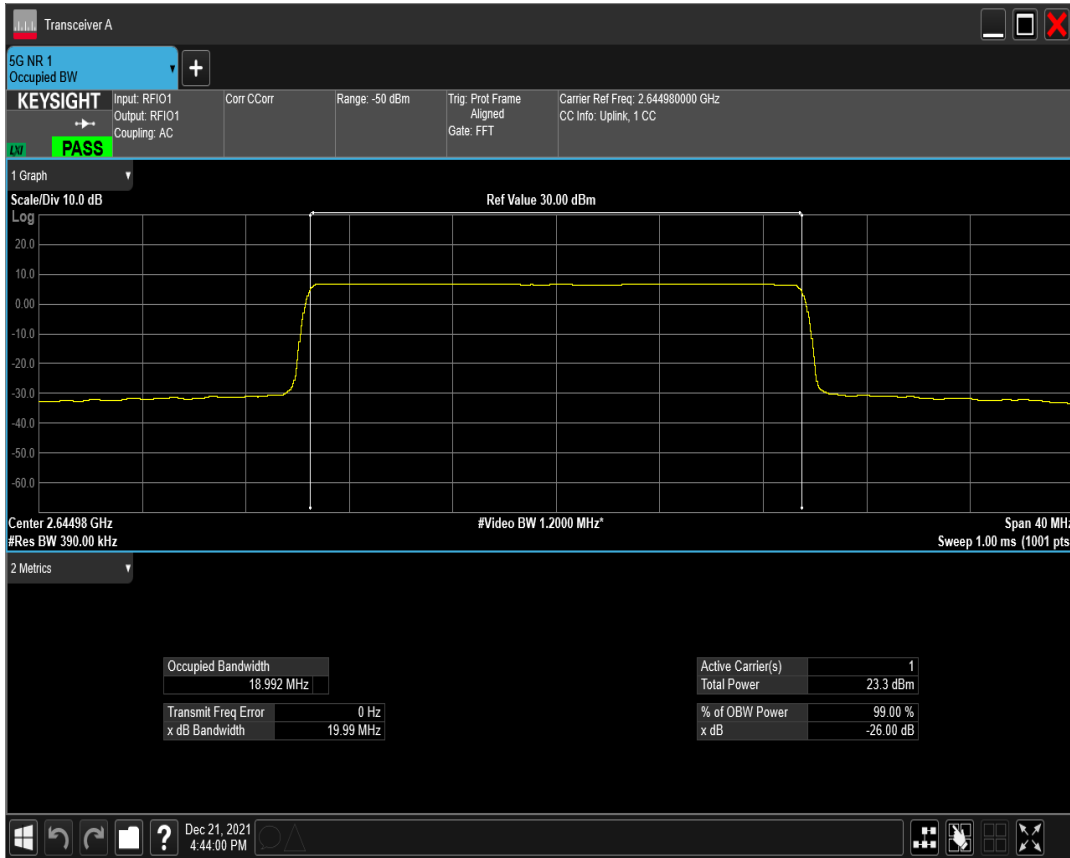 Transceiver A
5G NR 1
Occupied BW
KEYSIGHT
LXI
PASS
Input: RFIO1
Output: RFIO1
Coupling: AC
Corr CCorr
Range: -50 dBm
Trig: Prot Frame
Aligned
Gate: FFT
Carrier Ref Freq: 2.644980000 GHz
CC Info: Uplink, 1 CC
1 Graph
Scale/Div 10.0 dB
Ref Value 30.00 dBm
Log
20.0
10.0
0.00
-10.0
-20.0
-30.0
-40.0
-50.0
-60.0
Center 2.64498 GHz
#Video BW 1.2000 MHz*
Span 40 MHz
#Res BW 390.00 kHz
Sweep 1.00 ms (1001 pts
2 Metrics
Occupied Bandwidth
18.992 MHz
Transmit Freq Error 0 Hz
x dB Bandwidth 19.99 MHz
Active Carrier(s) 1
Total Power 23.3 dBm
% of OBW Power 99.00 %
x dB -26.00 dB
?
Dec 21, 2021
4:44:00 PM